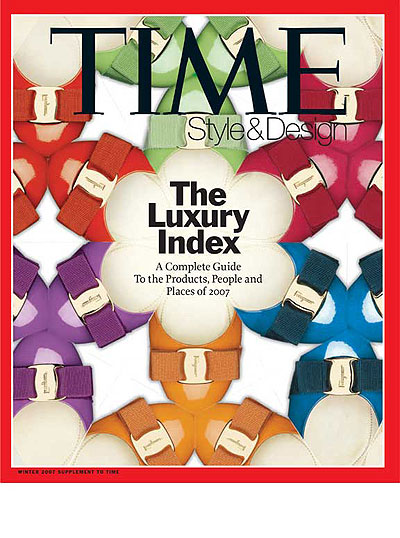 TIME
Style&Design
The
Luxury
Index
A Complete Guide
To the Products, People and
Places of 2007
WINTER 2007 SUPPLEMENT TO TIME